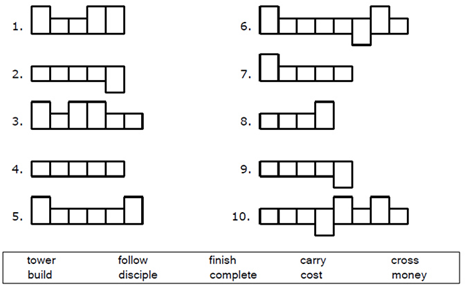 1. 6.
2. 7.
3. 8.
4. 9.
5. 10.
tower follow finish carry cross
build disciple complete cost money